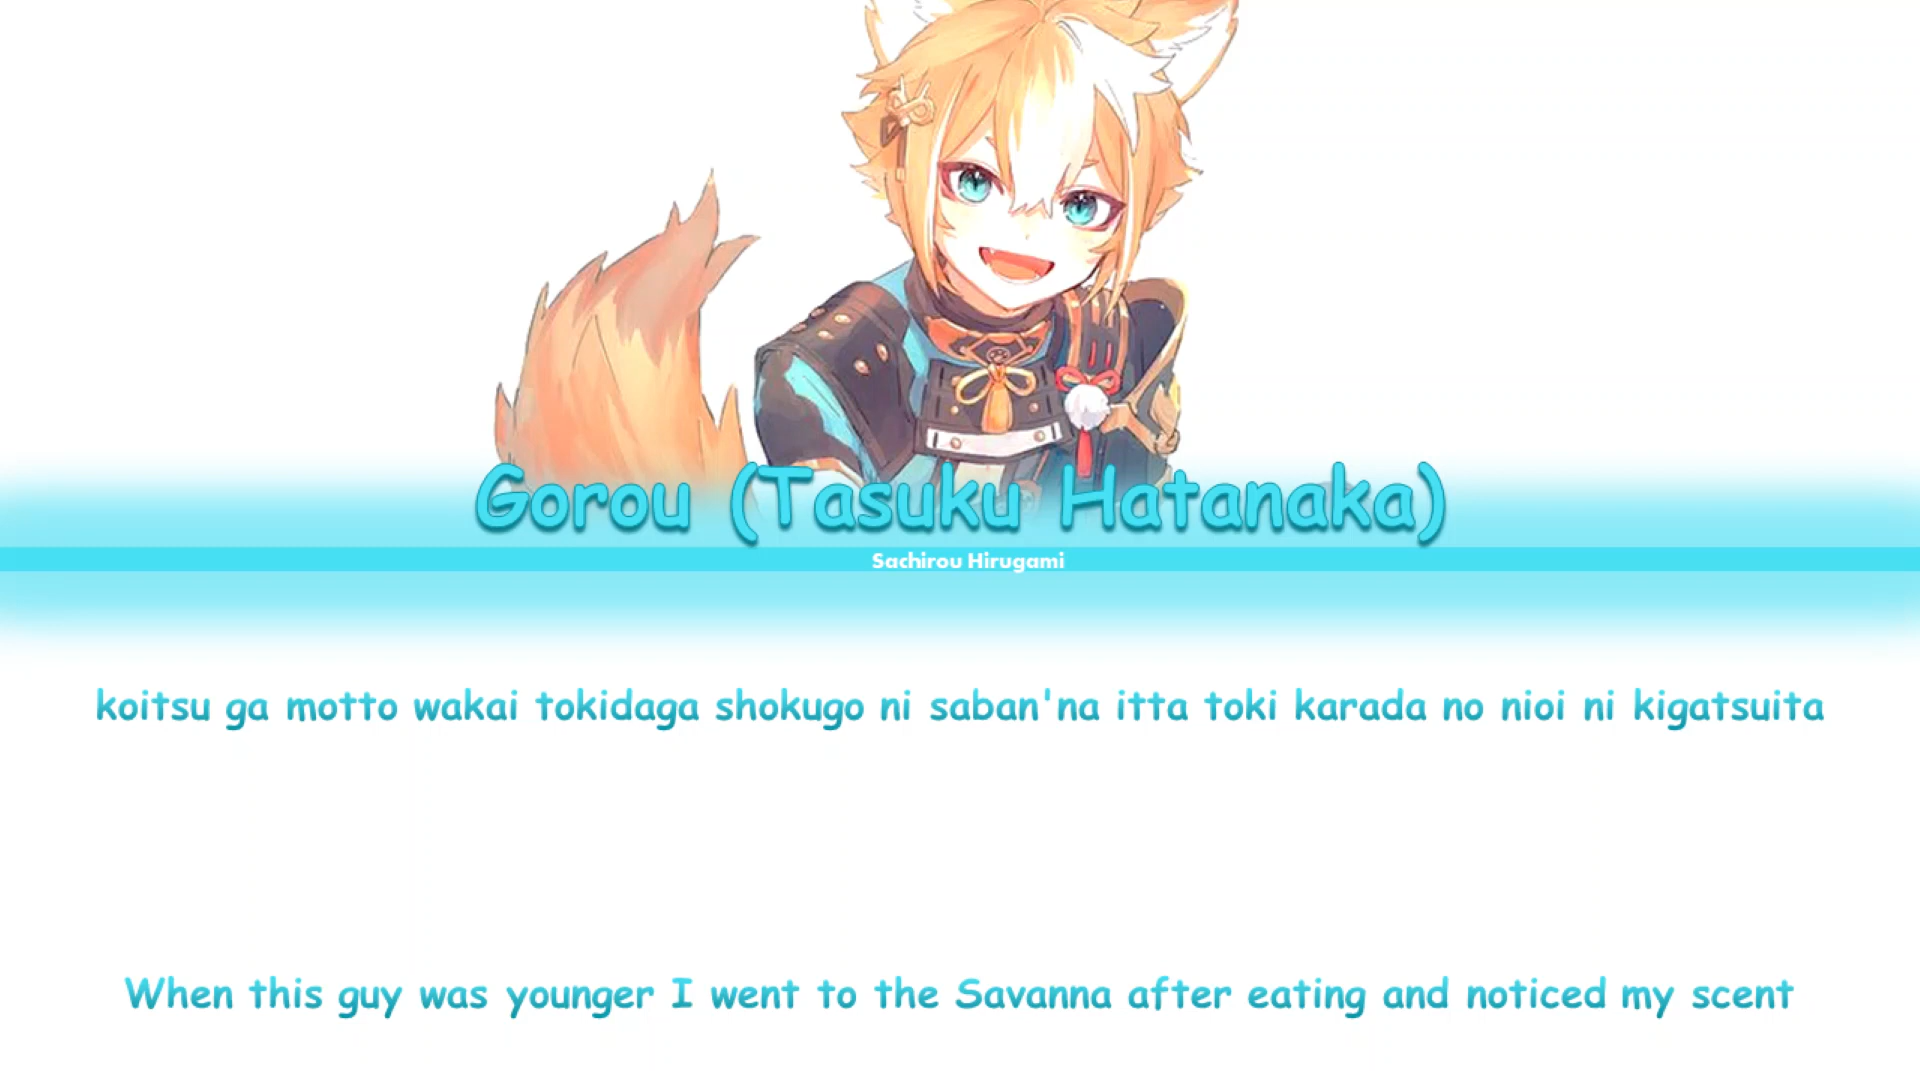 Gorou (Tasuku Hatanaka)
Sachirou Hirugami
koitsu ga motto wakai tokidaga shokugo ni saban'na itta toki karada no nioi ni kigatsuita
When this guy was younger I went to the Savanna after eating and noticed my scent